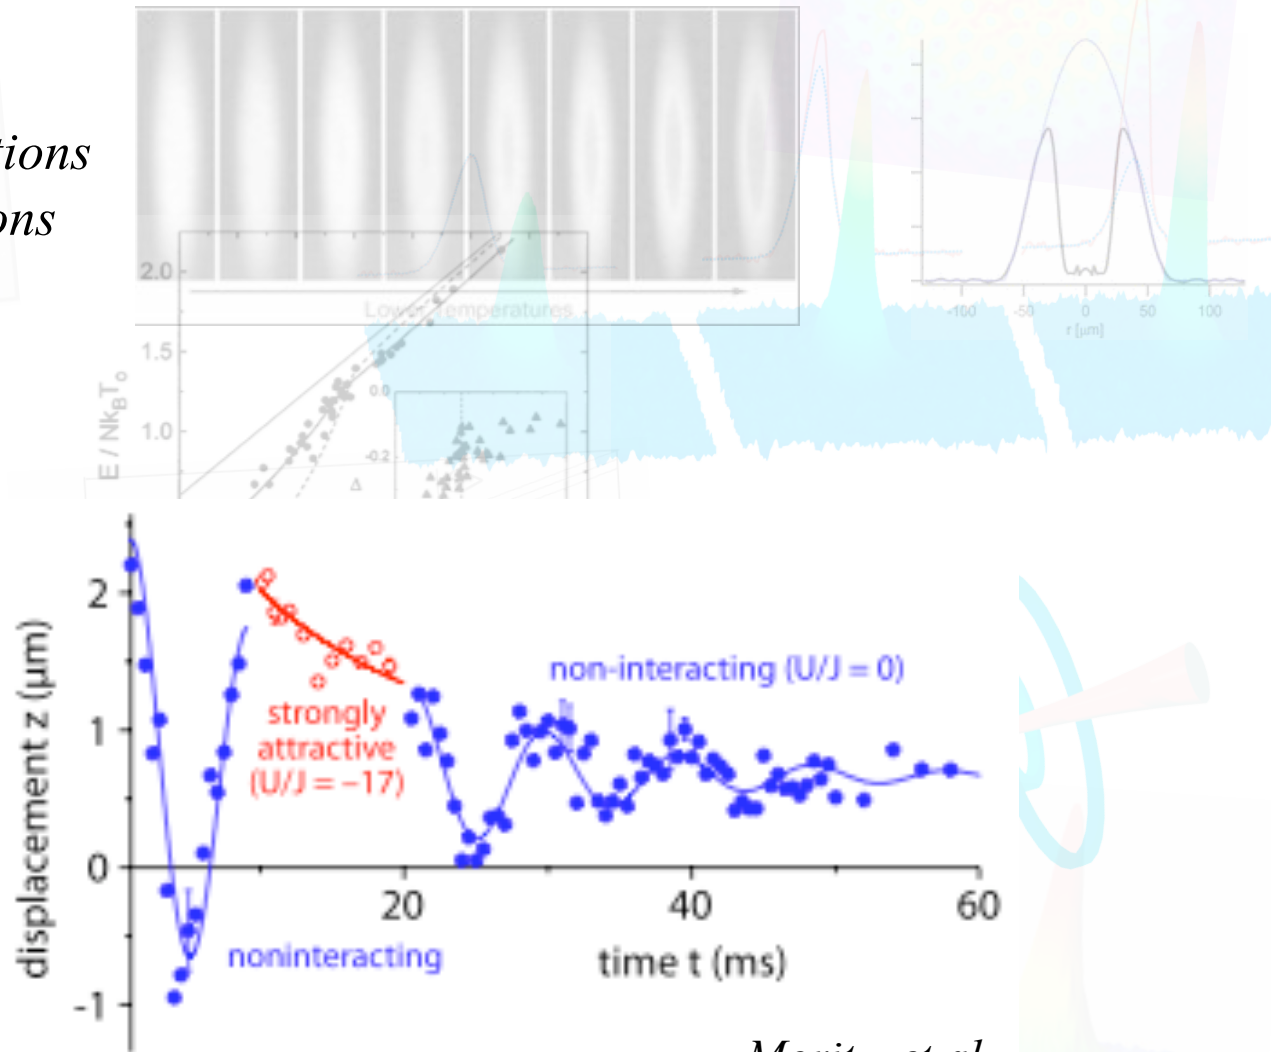 tions
ons
Lower Temperatures
2.0
1.5
1.0
E / NkBTo
0.0
-0.2
Δ
-100
-50
0
50
100
r [μm]
2
1
0
-1
displacement z (μm)
20
40
60
time t (ms)
strongly
attractive
(U/J = –17)
non-interacting (U/J = 0)
noninteracting